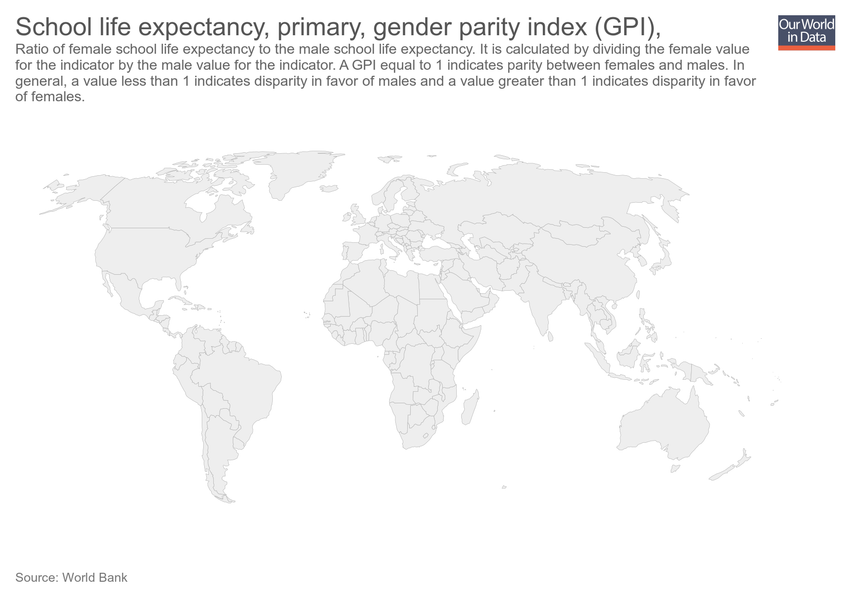 School life expectancy, primary, gender parity index (GPI),
Our World
in Data
Ratio of female school life expectancy to the male school life expectancy. It is calculated by dividing the female value
for the indicator by the male value for the indicator. A GPI equal to 1 indicates parity between females and males. In
general, a value less than 1 indicates disparity in favor of males and a value greater than 1 indicates disparity in favor
of females.
Source: World Bank